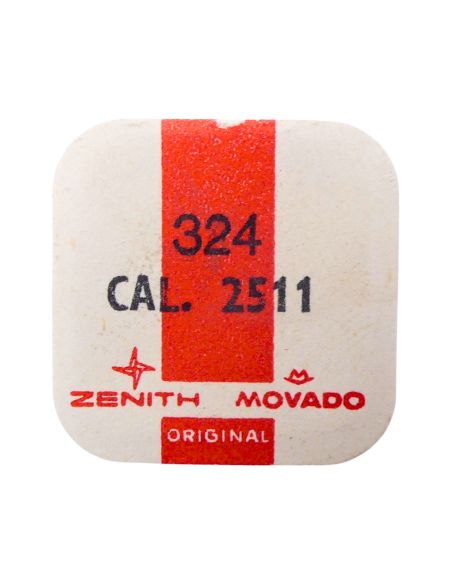 324
CAL. 2511
ZENITH MOVADO
ORIGINAL